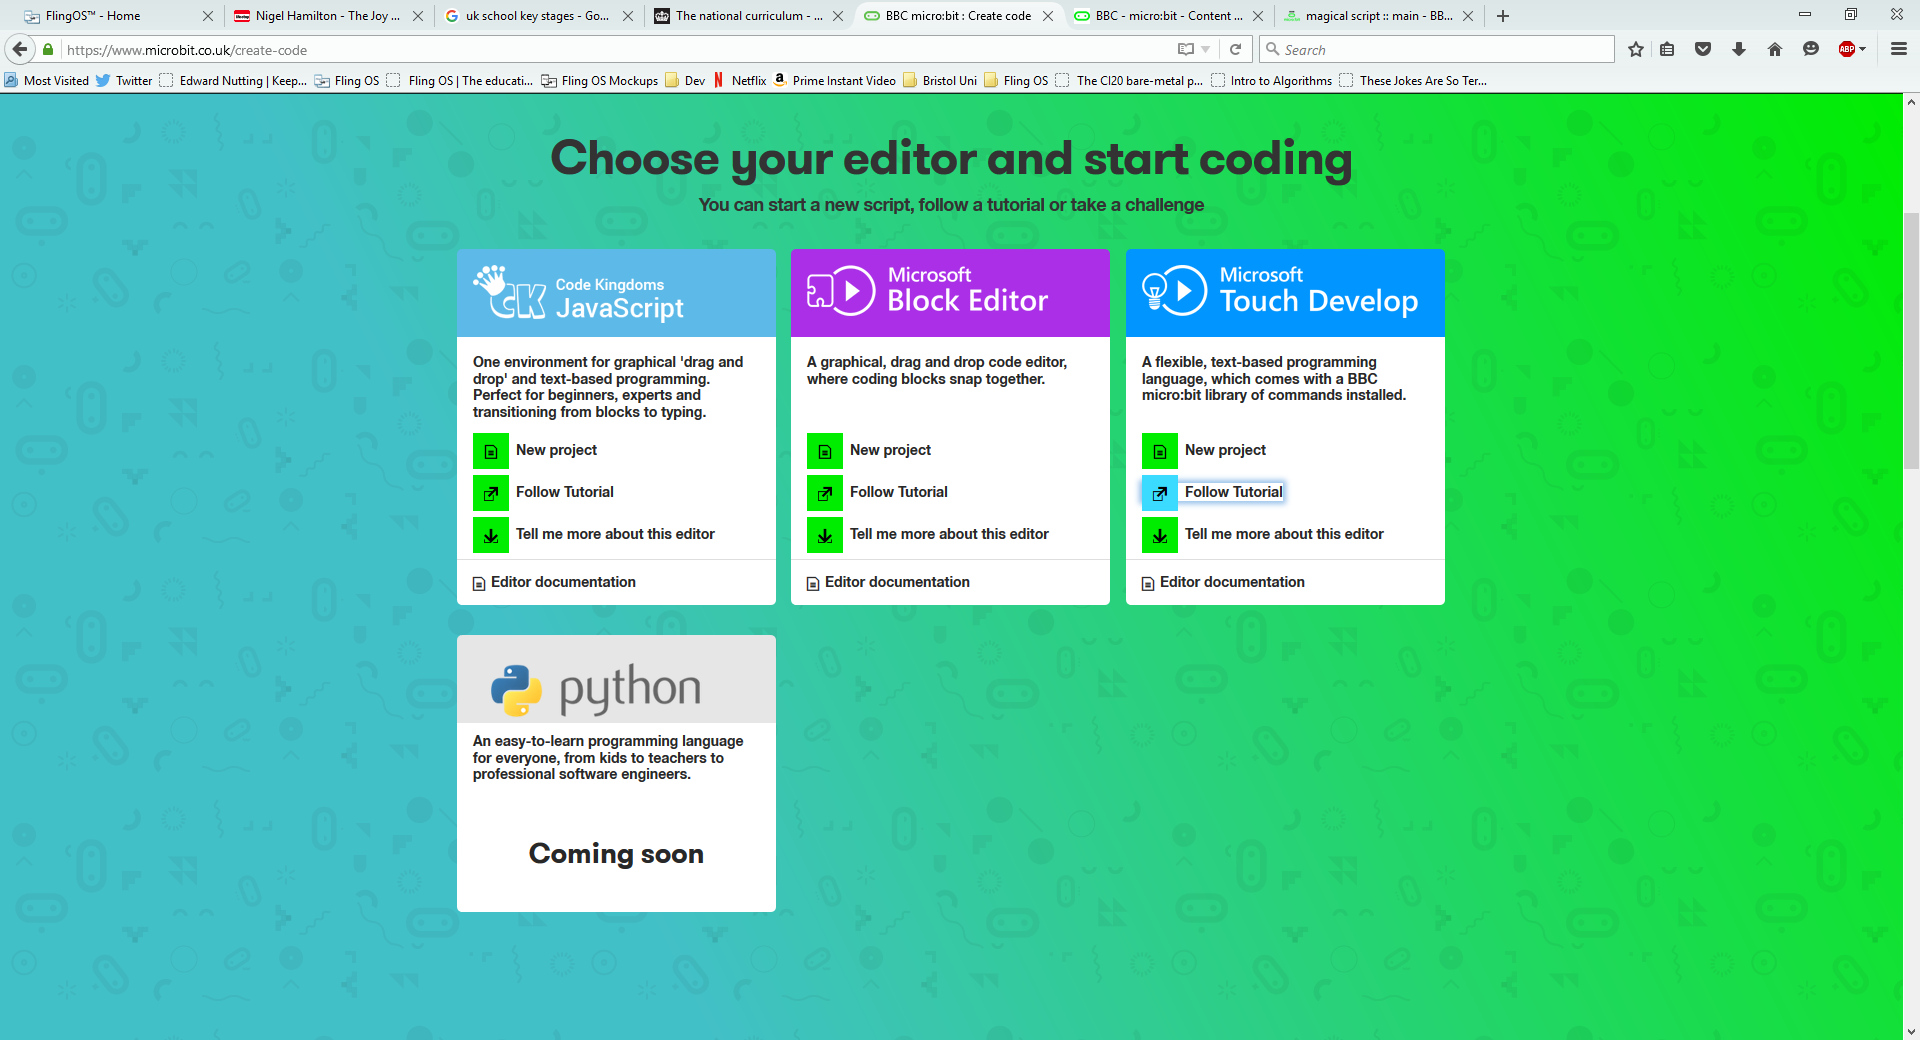 FlingOS™ - Home
Nigel Hamilton - The Joy ...
uk school key stages - Go...
The national curriculum - ...
BBC micro:bit : Create code
BBC - micro:bit - Content ...
magical script :: main - BB...
https://www.microbit.co.uk/create-code
Search
ABP
Most Visited
Twitter
Edward Nutting | Keep...
Fling OS
Fling OS | The educati...
Fling OS Mockups
Dev
Netflix
Prime Instant Video
Bristol Uni
Fling OS
The CI20 bare-metal p...
Intro to Algorithms
These Jokes Are So Ter...
Choose your editor and start coding
You can start a new script, follow a tutorial or take a challenge
CK
Code Kingdoms
JavaScript
One environment for graphical 'drag and
drop' and text-based programming.
Perfect for beginners, experts and
transitioning from blocks to typing.
New project
Follow Tutorial
Tell me more about this editor
Editor documentation
Microsoft
Block Editor
A graphical, drag and drop code editor,
where coding blocks snap together.
New project
Follow Tutorial
Tell me more about this editor
Editor documentation
Microsoft
Touch Develop
A flexible, text-based programming
language, which comes with a BBC
micro:bit library of commands installed.
New project
Follow Tutorial
Tell me more about this editor
Editor documentation
python
An easy-to-learn programming language
for everyone, from kids to teachers to
professional software engineers.
Coming soon